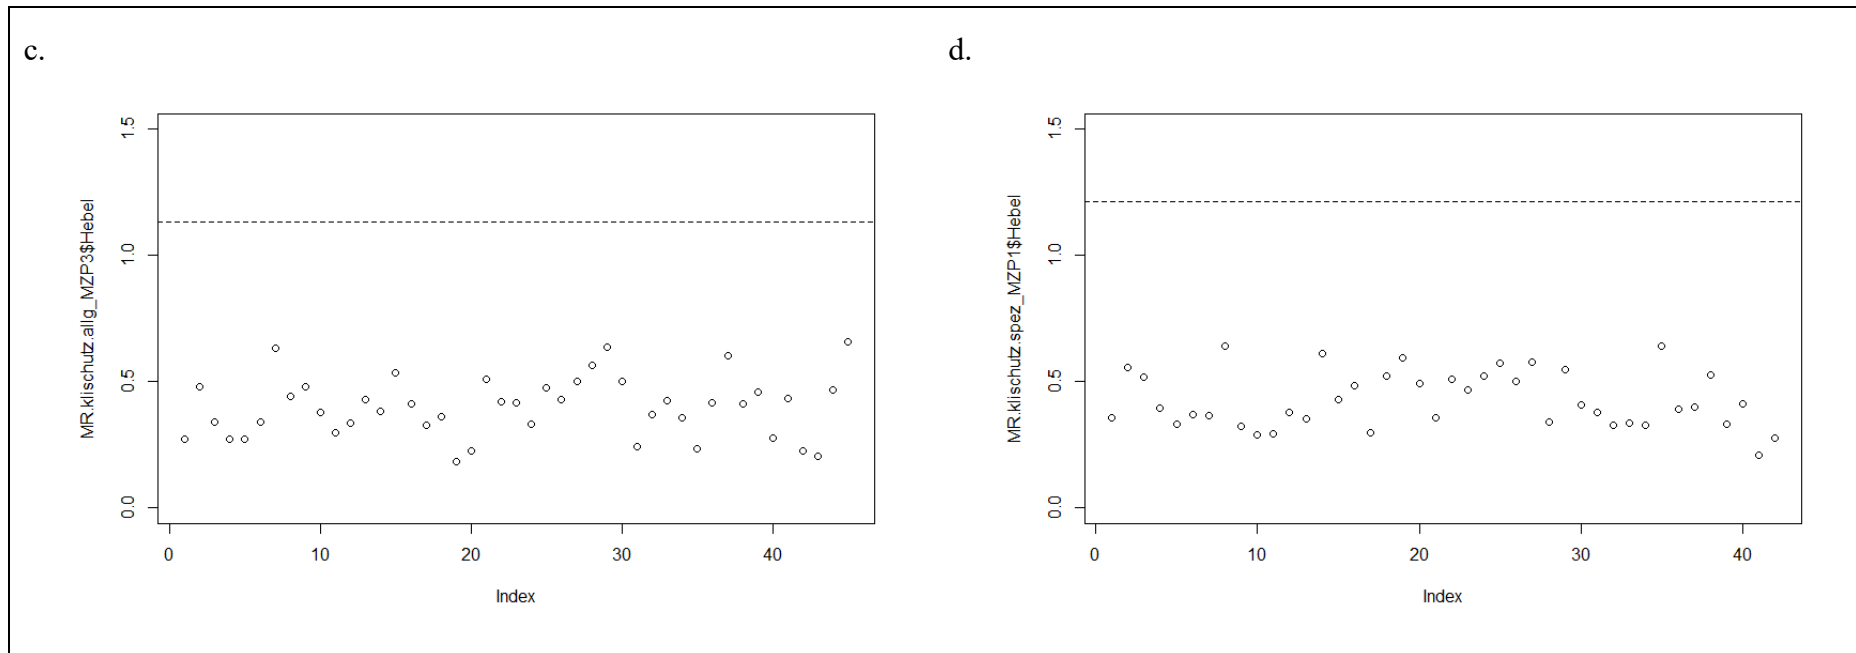 c.
1.5
1.0
0.5
0.0
MR.klischutz.allg_MZP3$Hebel
0 10 20 30 40
Index
d.
1.5
1.0
0.5
0.0
MR.klischutz.spez_MZP1$Hebel
0 10 20 30 40
Index